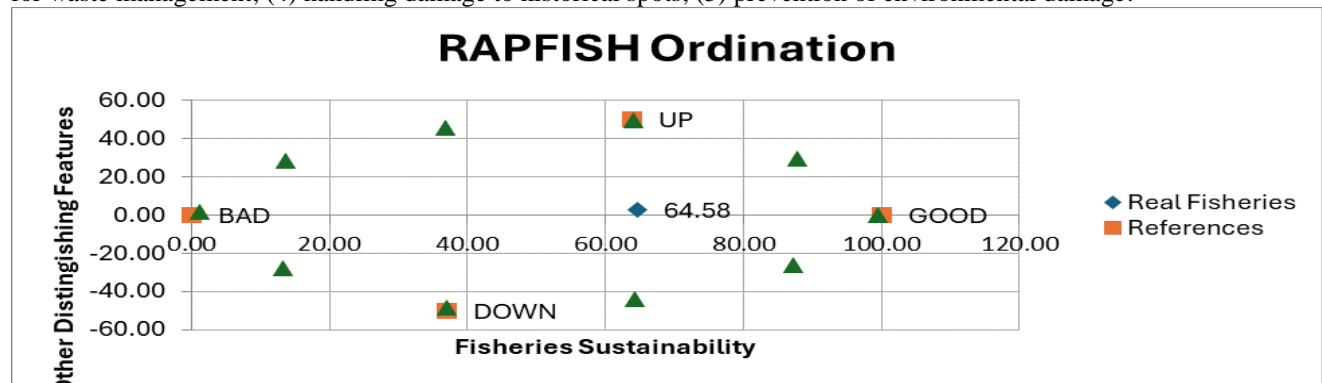 for waste management, (4) handling damage to historical spots, (5) prevention of environmental damage.
RAPFISH Ordination
Other Distingishing Features
60.00
40.00
20.00
0.00
-20.00
-40.00
-60.00
UP
64.58
BAD
GOOD
DOWN
0.00 20.00 40.00 60.00 80.00 100.00 120.00
Fisheries Sustainability
Real Fisheries
References